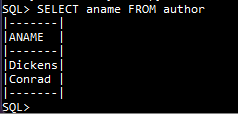 SQL> SELECT aname FROM author
|-------|
|ANAME |
|-------|
|Dickens|
|Conrad |
|-------|
SQL>